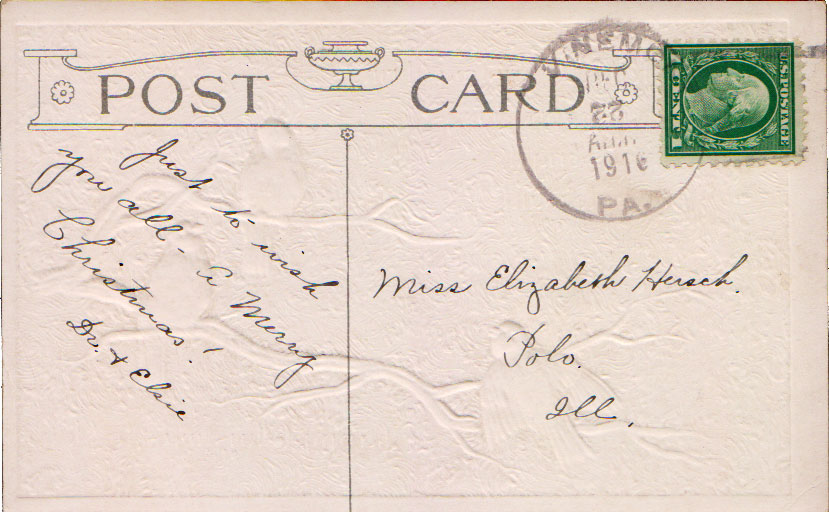 POST CARD
Just to wish
you all - A Merry
Christmas!
Dr. + Elsie
Miss Elizabeth Hersch.
Polo.
Ill.
22
1916
PA.
U.S. POSTAGE
1 CENT 1